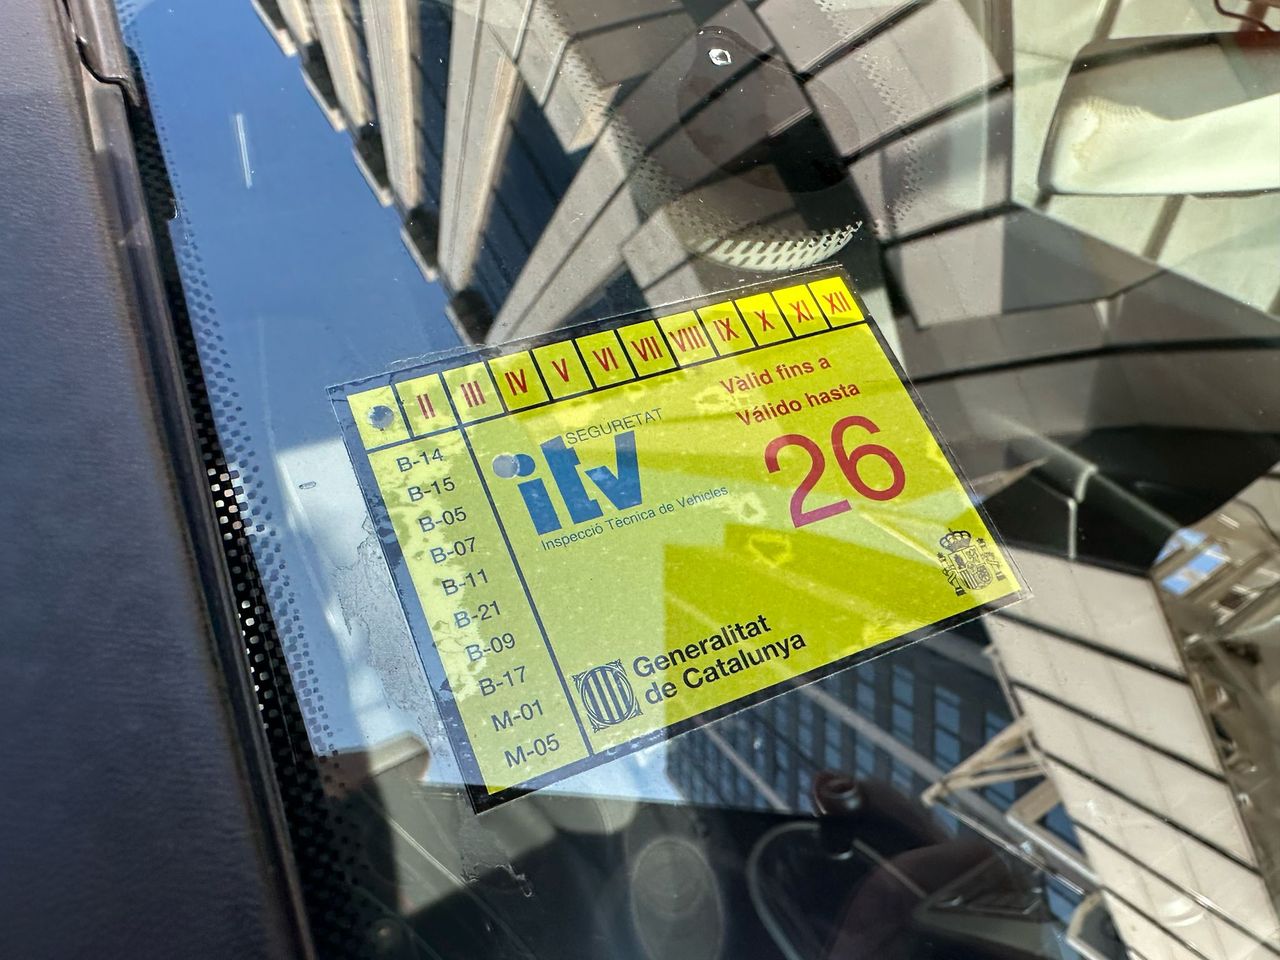 II III IV V VI VII VIII IX X XI XII
Vàlid fins a
Válido hasta
26
SEGURETAT
itv
Inspecció Tècnica de Vehicles
B-14
B-15
B-05
B-07
B-11
B-21
B-09
B-17
M-01
M-05
Generalitat
de Catalunya